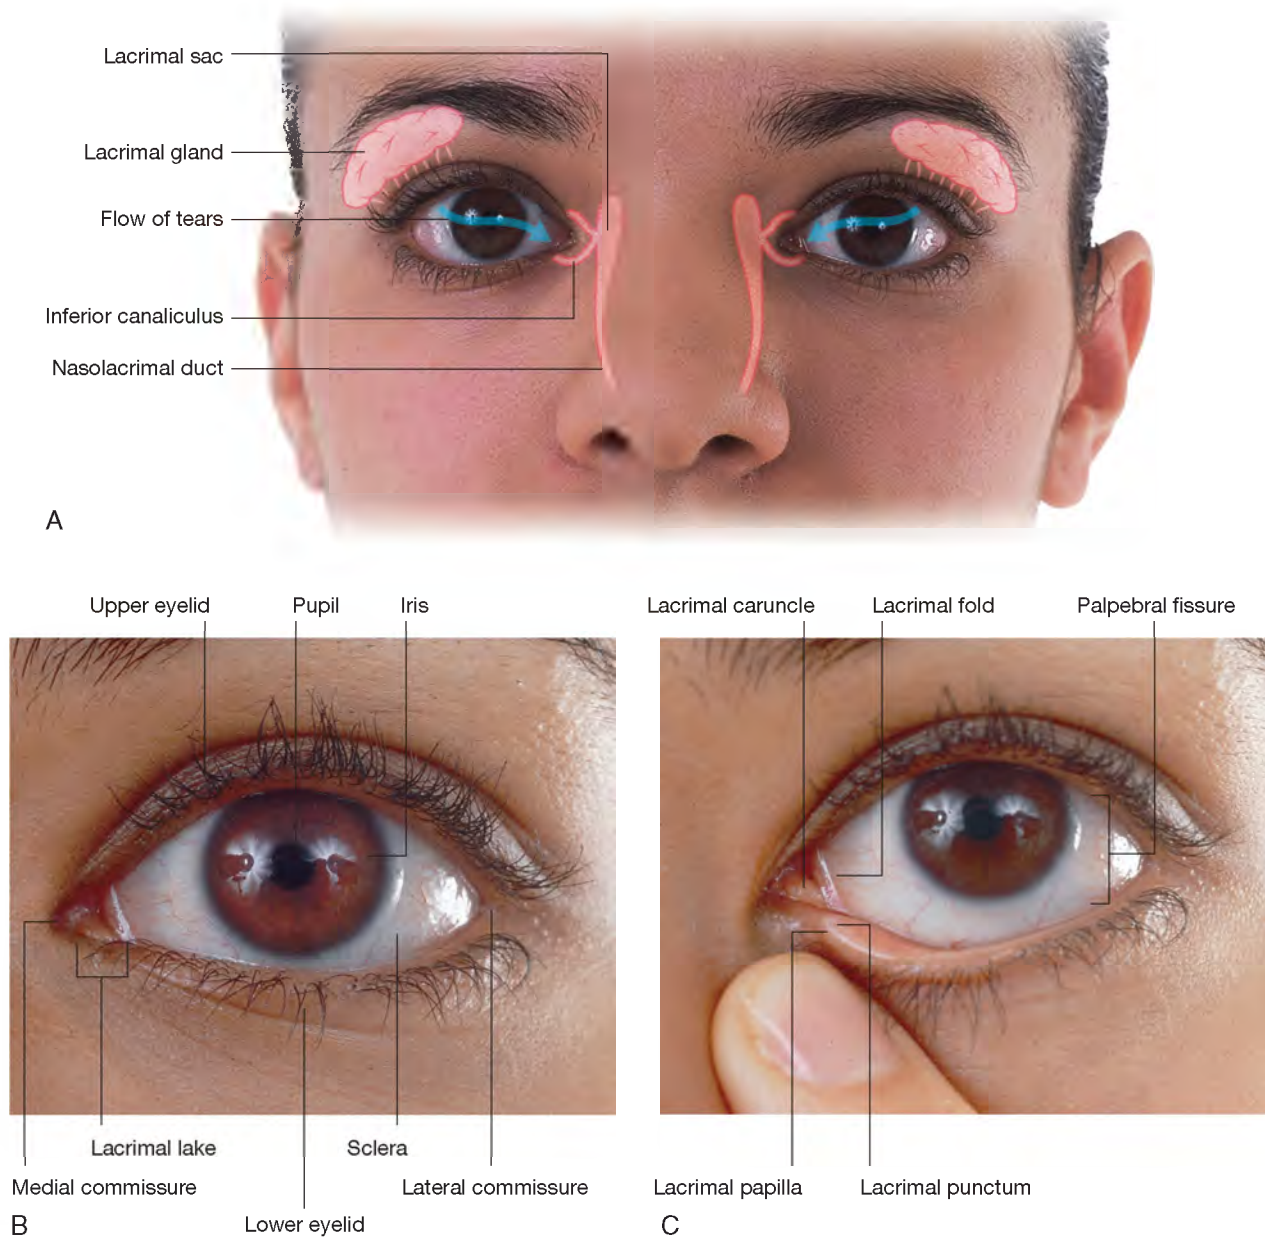 Lacrimal sac
Lacrimal gland
Flow of tears
Inferior canaliculus
Nasolacrimal duct
A
Upper eyelid
Pupil
Iris
Lacrimal lake
Sclera
Medial commissure
Lateral commissure
Lower eyelid
B
Lacrimal caruncle
Lacrimal fold
Palpebral fissure
Lacrimal papilla
Lacrimal punctum
C